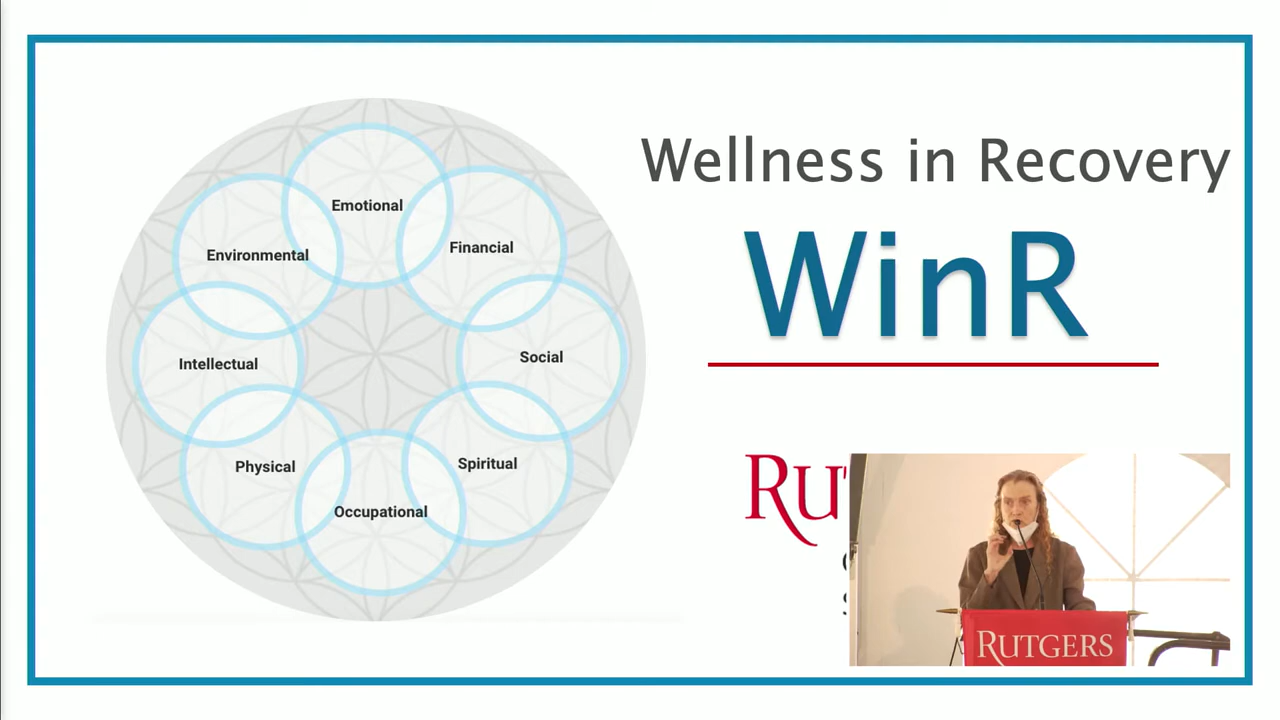 Wellness in Recovery
WinR
Emotional
Financial
Environmental
Social
Intellectual
Spiritual
Physical
Occupational
RUTGERS